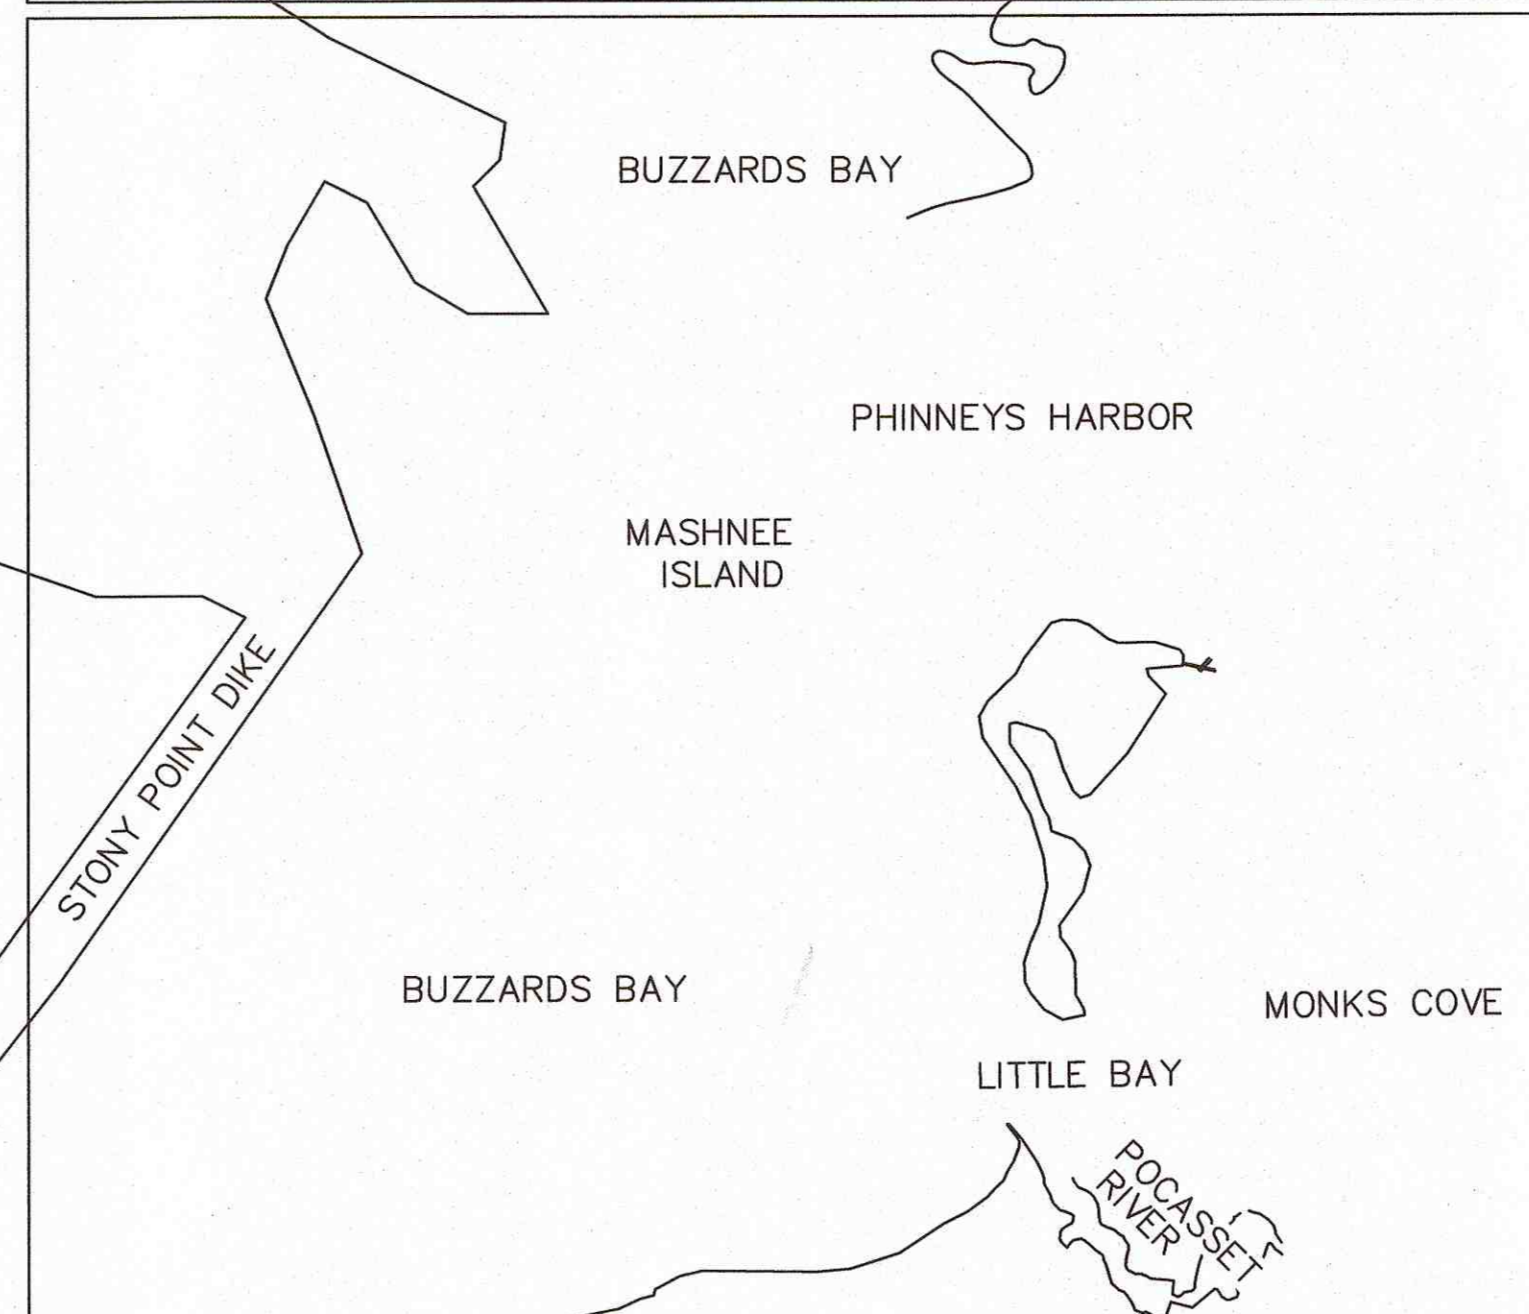 BUZZARDS BAY
PHINNEYS HARBOR
MASHNEE
ISLAND
STONY POINT DIKE
BUZZARDS BAY
MONKS COVE
LITTLE BAY
POCASSET
RIVER